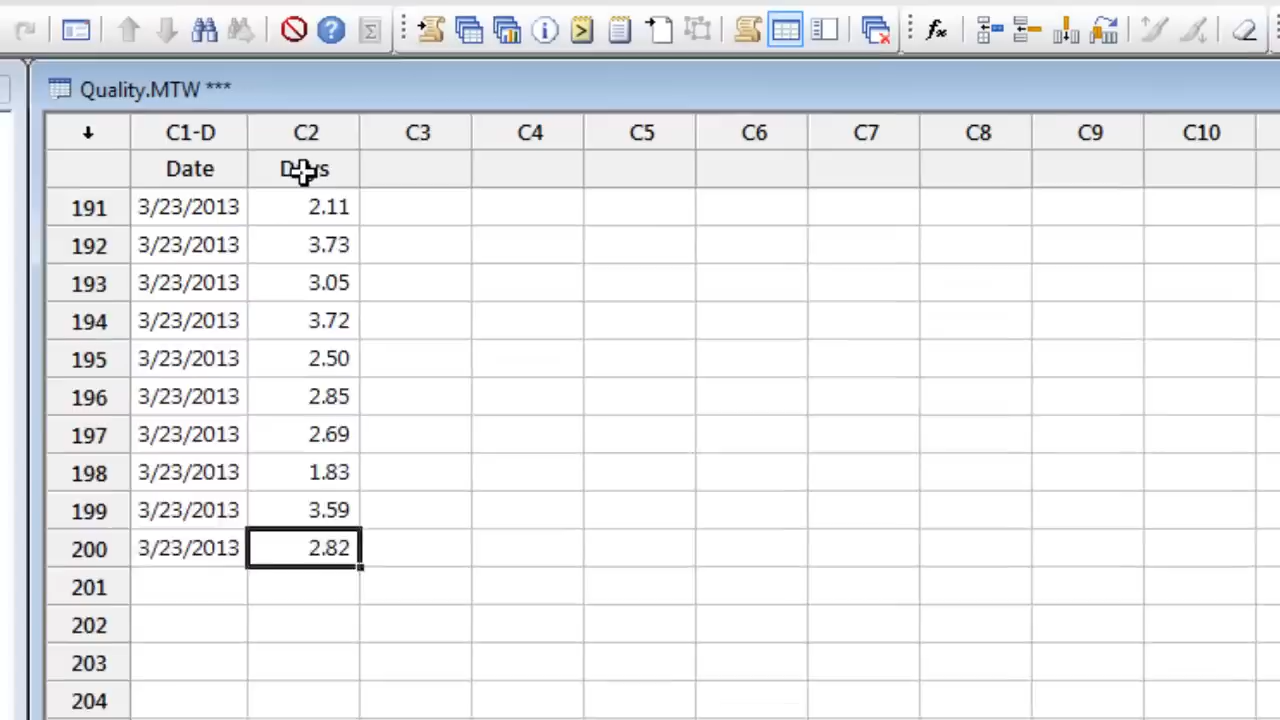 Quality.MTW ***
C1-D C2 C3 C4 C5 C6 C7 C8 C9 C10
Date
191 3/23/2013 2.11
192 3/23/2013 3.73
193 3/23/2013 3.05
194 3/23/2013 3.72
195 3/23/2013 2.50
196 3/23/2013 2.85
197 3/23/2013 2.69
198 3/23/2013 1.83
199 3/23/2013 3.59
200 3/23/2013 2.82
201
202
203
204